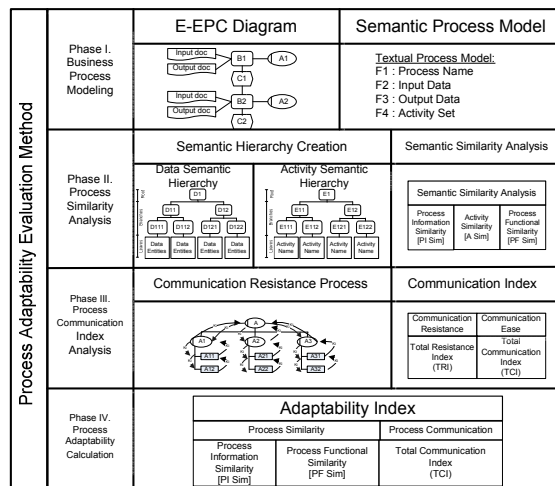 Process Adaptability Evaluation Method
Phase I.
Business
Process
Modeling
E-EPC Diagram
Input doc
Output doc
B1
A1
C1
Input doc
Output doc
B2
A2
C2
Semantic Process Model
Textual Process Model:
F1 : Process Name
F2 : Input Data
F3 : Output Data
F4 : Activity Set
Phase II.
Process
Similarity
Analysis
Semantic Hierarchy Creation
Data Semantic
Hierarchy
Root
Branches
Leaves
D1
D11
D12
D111
D112
D121
D122
Data
Entities
Data
Entities
Data
Entities
Data
Entities
Activity Semantic
Hierarchy
Root
Branches
Leaves
E1
E11
E12
E111
E112
E121
E122
Activity
Name
Activity
Name
Activity
Name
Activity
Name
Semantic Similarity Analysis
Semantic Similarity Analysis
Process
Information
Similarity
[PI Sim]
Activity
Similarity
[A Sim]
Process
Functional
Similarity
[PF Sim]
Phase III.
Process
Communication
Index
Analysis
Communication Resistance Process
A
A1
A2
A3
A11
A21
A31
A12
A22
A32
Communication Index
Communication
Resistance
Communication
Ease
Total Resistance
Index
(TRI)
Total
Communication
Index
(TCI)
Phase IV.
Process
Adaptability
Calculation
Adaptability Index
Process Similarity
Process Communication
Process
Information
Similarity
[PI Sim]
Process Functional
Similarity
[PF Sim]
Total Communication
Index
(TCI)